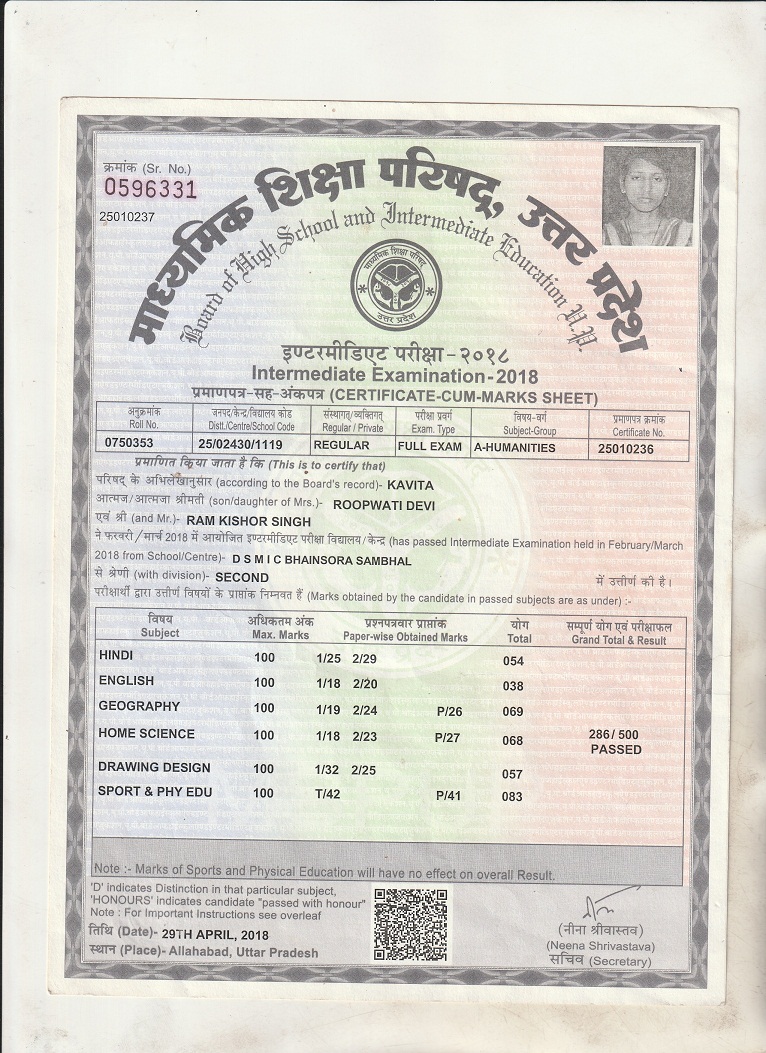 क्रमांक (Sr. No.)
0596331
25010237
माध्यमिक शिक्षा परिषद्, उत्तर प्रदेश
Board of High School and Intermediate Education U.P.
माध्यमिक शिक्षा परिषद्
उत्तर प्रदेश
इण्टरमीडिएट परीक्षा-२०१८
Intermediate Examination-2018
प्रमाणपत्र-सह-अंकपत्र (CERTIFICATE-CUM-MARKS SHEET)
अनुक्रमांक जनपद/केन्द्र/विद्यालय कोड संस्थागत/व्यक्तिगत परीक्षा प्रवर्ग विषय-वर्ग प्रमाणपत्र क्रमांक
Roll No. Distt./Centre/School Code Regular / Private Exam. Type Subject-Group Certificate No.
0750353 25/02430/1119 REGULAR FULL EXAM A-HUMANITIES 25010236
प्रमाणित किया जाता है कि (This is to certify that)
परिषद् के अभिलेखानुसार (according to the Board's record)- KAVITA
आत्मज/आत्मजा श्रीमती (son/daughter of Mrs.)- ROOPWATI DEVI
एवं श्री (and Mr.)- RAM KISHOR SINGH
ने फरवरी/मार्च 2018 में आयोजित इण्टरमीडिएट परीक्षा विद्यालय/केन्द्र (has passed Intermediate Examination held in February/March
2018 from School/Centre)- D S M I C BHAINSORA SAMBHAL
से श्रेणी (with division)- SECOND में उत्तीर्ण की है।
परीक्षार्थी द्वारा उत्तीर्ण विषयों के प्राप्तांक निम्नवत हैं (Marks obtained by the candidate in passed subjects are as under) :-
विषय अधिकतम अंक प्रश्नपत्रवार प्राप्तांक योग सम्पूर्ण योग एवं परीक्षाफल
Subject Max. Marks Paper-wise Obtained Marks Total Grand Total & Result
HINDI 100 1/25 2/29 054
ENGLISH 100 1/18 2/20 038
GEOGRAPHY 100 1/19 2/24 P/26 069
HOME SCIENCE 100 1/18 2/23 P/27 068 286/ 500
PASSED
DRAWING DESIGN 100 1/32 2/25 057
SPORT & PHY EDU 100 T/42 P/41 083
Note :- Marks of Sports and Physical Education will have no effect on overall Result.
'D' indicates Distinction in that particular subject,
'HONOURS' indicates candidate "passed with honour"
Note : For Important Instructions see overleaf
तिथि (Date)- 29TH APRIL, 2018
स्थान (Place)- Allahabad, Uttar Pradesh
(नीना श्रीवास्तव)
(Neena Shrivastava)
सचिव (Secretary)